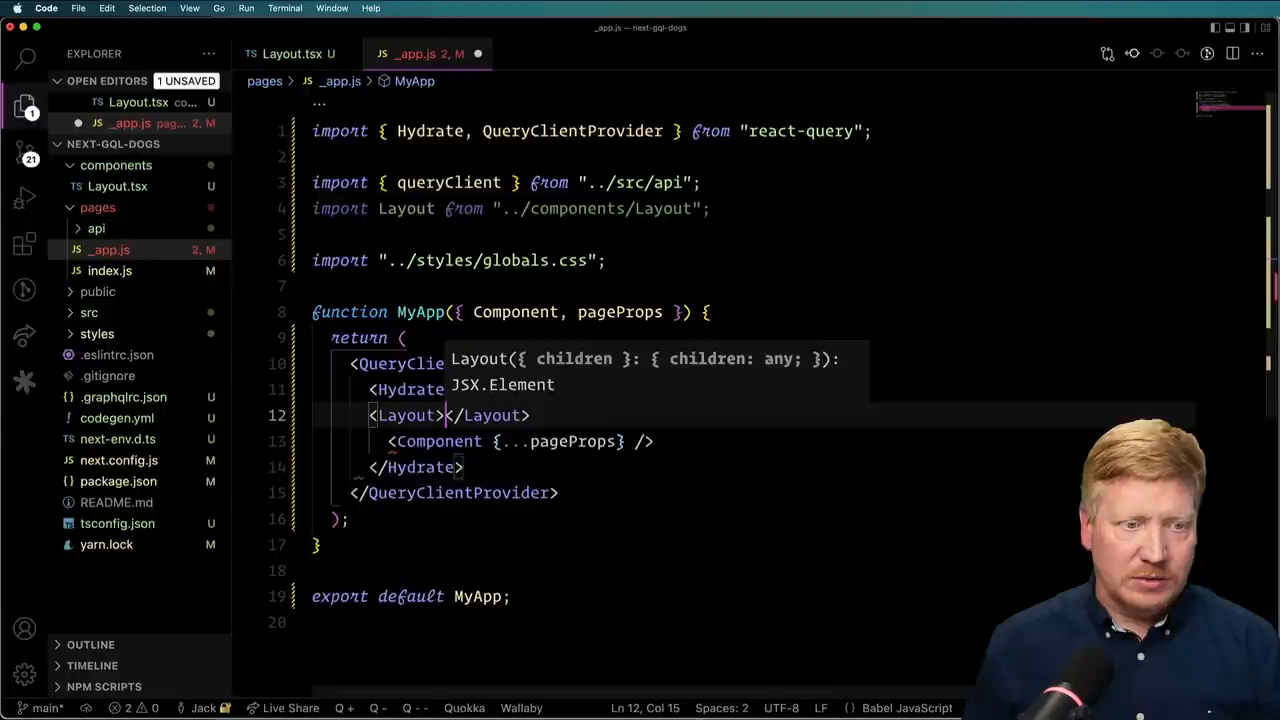 Code File Edit Selection View Go Run Terminal Window Help
_app.js - next-gql-dogs
EXPLORER ···
Layout.tsx U
JS _app.js 2, M
OPEN EDITORS 1 UNSAVED
pages > JS _app.js > MyApp
Layout.tsx co... U
...
JS _app.js pag... 2, M
1 import { Hydrate, QueryClientProvider } from "react-query";
NEXT-GQL-DOGS
2
components
3 import { queryClient } from "../src/api";
Layout.tsx U
4 import Layout from "../components/Layout";
pages
5
api
6 import "../styles/globals.css";
JS _app.js 2, M
7
JS index.js M
8 function MyApp({ Component, pageProps }) {
public
9 return (
src
10 <QueryClie
styles
11 <Hydrate
.eslintrc.json
Layout({ children }: { children: any; }):
JSX.Element
.gitignore
12 <Layout></Layout>
.graphqlrc.json U
13 <Component {...pageProps} />
codegen.yml U
14 </Hydrate>
next-env.d.ts U
15 </QueryClientProvider>
next.config.js M
16 );
package.json M
17 }
README.md
18
tsconfig.json U
19 export default MyApp;
yarn.lock M
20
1
21
OUTLINE
TIMELINE
NPM SCRIPTS
main* 2 0 Jack Live Share Q + Q - Q - - Quokka Wallaby Ln 12, Col 15 Spaces: 2 UTF-8 LF {} Babel JavaScript